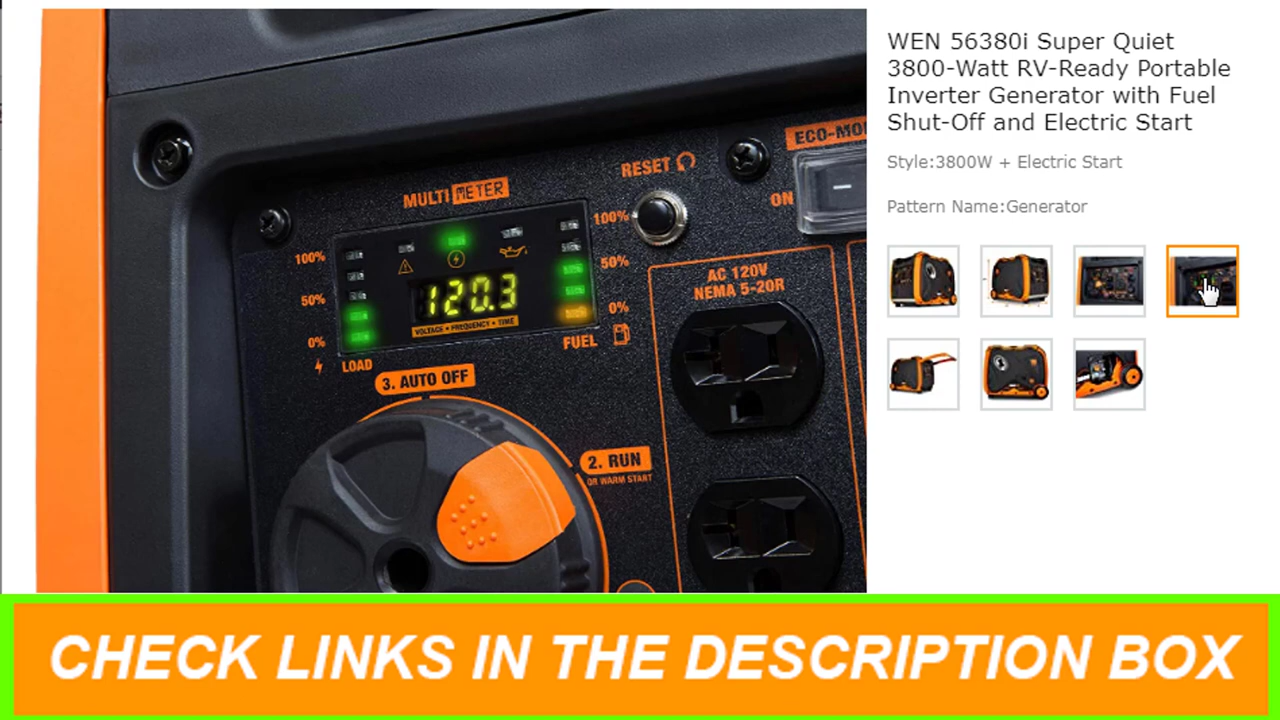 WEN 56380i Super Quiet
3800-Watt RV-Ready Portable
Inverter Generator with Fuel
Shut-Off and Electric Start
Style:3800W + Electric Start
Pattern Name:Generator
ECO-MO
RESET
MULTI METER
ON
100%
100%
50%
50%
0%
0%
120.3
VOLTAGE • FREQUENCY • TIME
LOAD
FUEL
AC 120V
NEMA 5-20R
3. AUTO OFF
2. RUN
OR WARM START
CHECK LINKS IN THE DESCRIPTION BOX